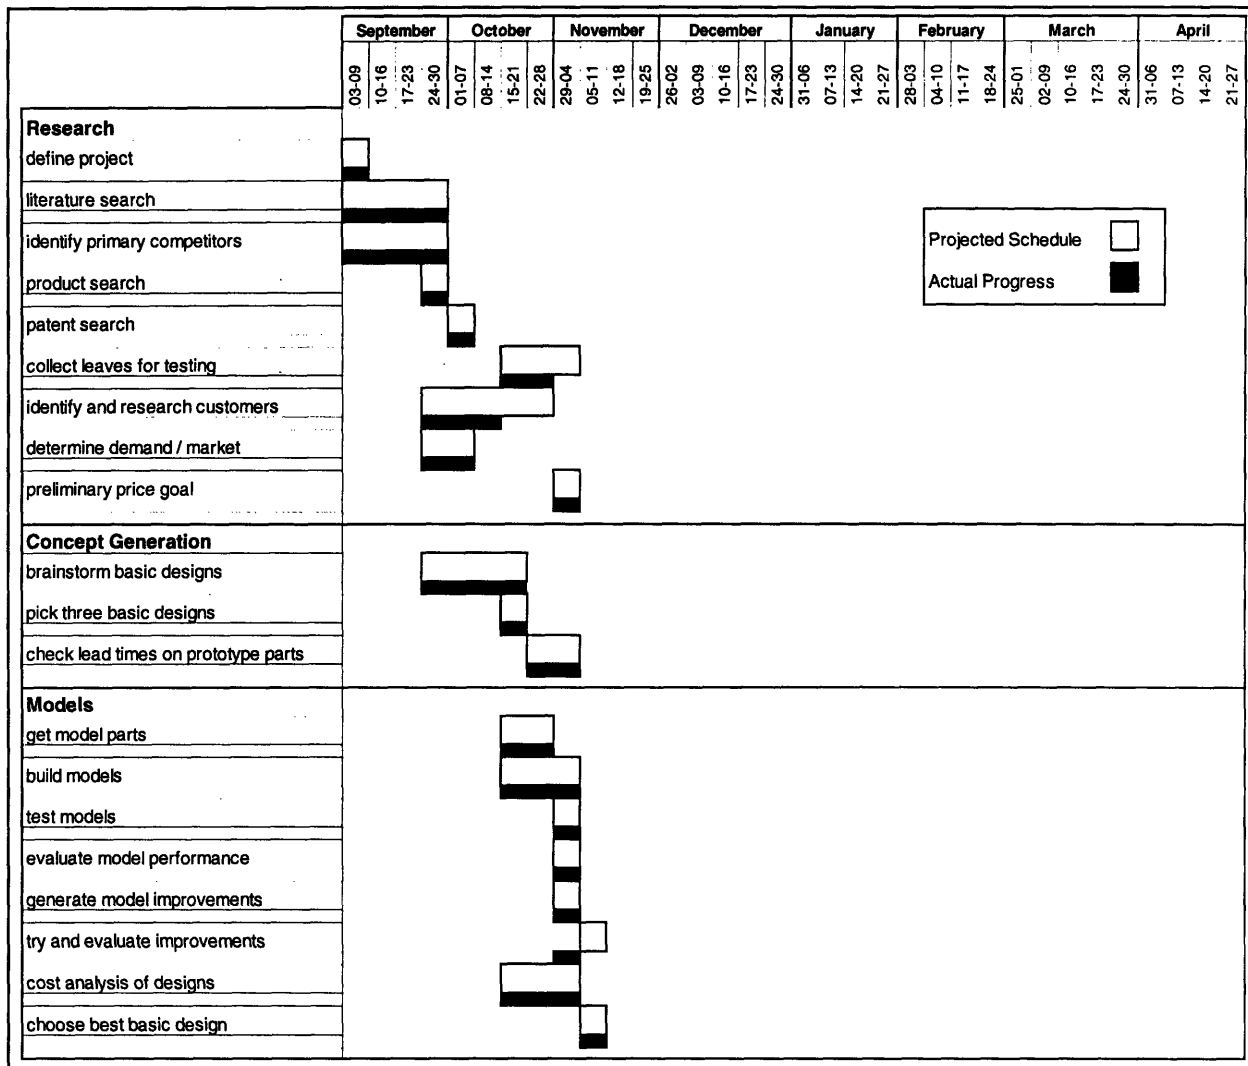 September October November December January February March April
03-09 10-16 17-23 24-30 01-07 08-14 15-21 22-28 29-04 05-11 12-18 19-25 26-02 03-09 10-16 17-23 24-30 31-06 07-13 14-20 21-27 28-03 04-10 11-17 18-24 25-01 02-09 10-16 17-23 24-30 31-06 07-13 14-20 21-27
Research
define project
literature search
identify primary competitors
Projected Schedule
product search
Actual Progress
patent search
collect leaves for testing
identify and research customers
determine demand / market
preliminary price goal
Concept Generation
brainstorm basic designs
pick three basic designs
check lead times on prototype parts
Models
get model parts
build models
test models
evaluate model performance
generate model improvements
try and evaluate improvements
cost analysis of designs
choose best basic design